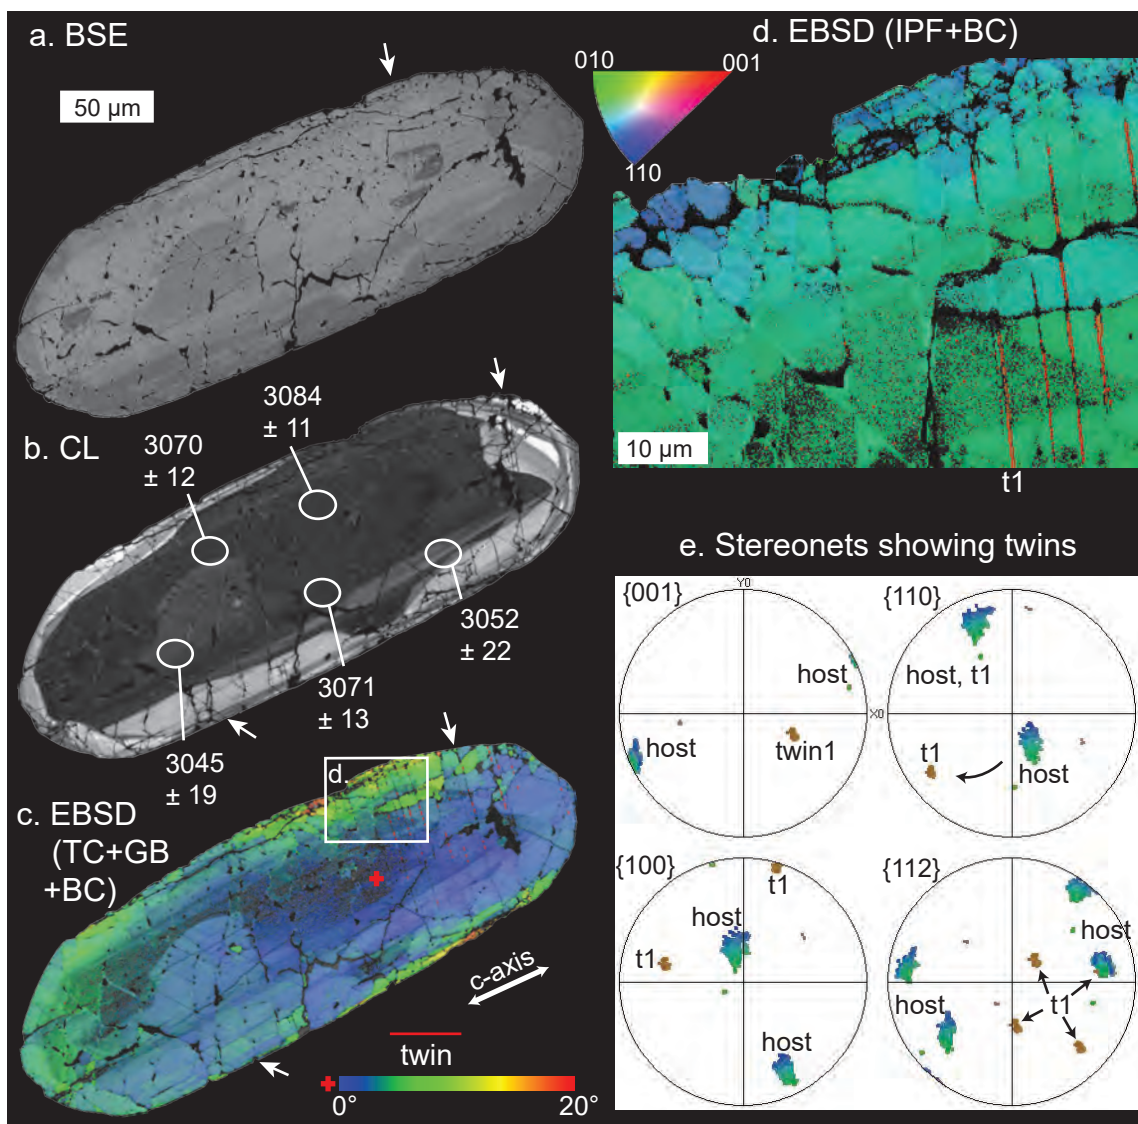 a. BSE
50 µm
b. CL
3084
± 11
3070
± 12
3052
± 22
3071
± 13
3045
± 19
c. EBSD
(TC+GB
+BC)
d.
c-axis
twin
0°
20°
d. EBSD (IPF+BC)
010
001
110
10 µm
t1
e. Stereonets showing twins
{001}
Y0
X0
host
host
twin1
{110}
host, t1
t1
host
{100}
t1
host
t1
host
{112}
host
host
t1